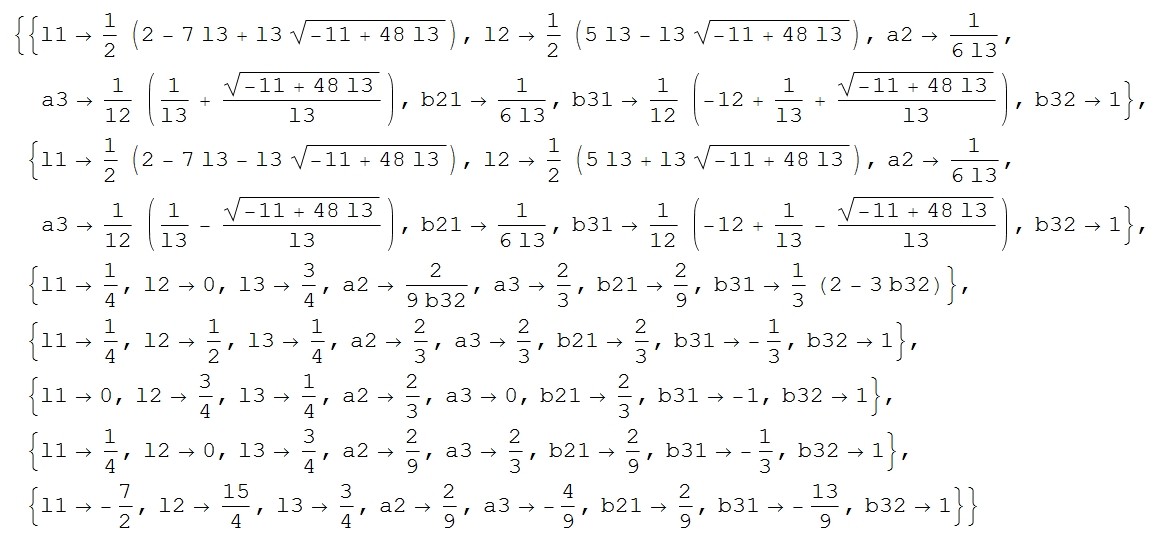 {{l1 → 1/2 (2 - 7 l3 + l3 √(-11 + 48 l3)), l2 → 1/2 (5 l3 - l3 √(-11 + 48 l3)), a2 → 1/(6 l3),
a3 → 1/12 (1/l3 + √(-11 + 48 l3)/l3), b21 → 1/(6 l3), b31 → 1/12 (-12 + 1/l3 + √(-11 + 48 l3)/l3), b32 → 1},
{l1 → 1/2 (2 - 7 l3 - l3 √(-11 + 48 l3)), l2 → 1/2 (5 l3 + l3 √(-11 + 48 l3)), a2 → 1/(6 l3),
a3 → 1/12 (1/l3 - √(-11 + 48 l3)/l3), b21 → 1/(6 l3), b31 → 1/12 (-12 + 1/l3 - √(-11 + 48 l3)/l3), b32 → 1},
{l1 → 1/4, l2 → 0, l3 → 3/4, a2 → 2/(9 b32), a3 → 2/3, b21 → 2/9, b31 → 1/3 (2 - 3 b32)},
{l1 → 1/4, l2 → 1/2, l3 → 1/4, a2 → 2/3, a3 → 2/3, b21 → 2/3, b31 → -1/3, b32 → 1},
{l1 → 0, l2 → 3/4, l3 → 1/4, a2 → 2/3, a3 → 0, b21 → 2/3, b31 → -1, b32 → 1},
{l1 → 1/4, l2 → 0, l3 → 3/4, a2 → 2/9, a3 → 2/3, b21 → 2/9, b31 → -1/3, b32 → 1},
{l1 → -7/2, l2 → 15/4, l3 → 3/4, a2 → 2/9, a3 → -4/9, b21 → 2/9, b31 → -13/9, b32 → 1}}